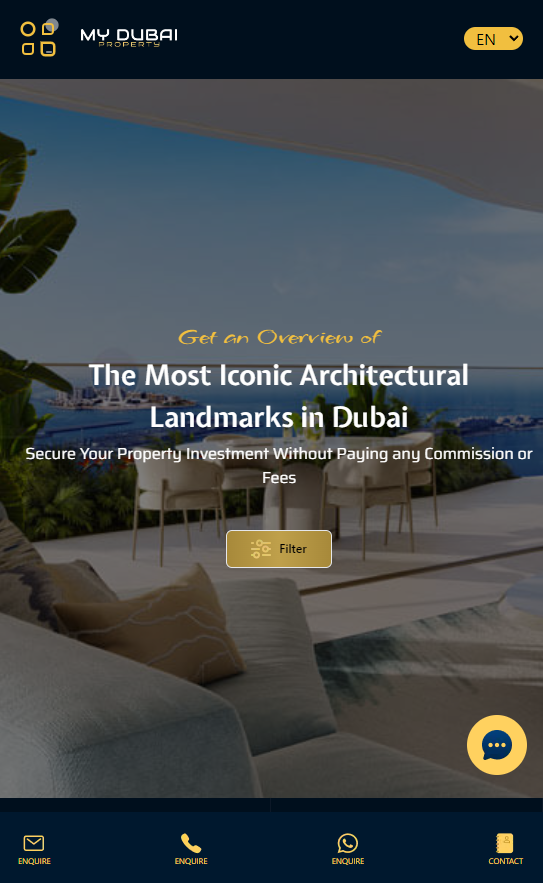 MY DUBAI
PROPERTY
EN
Get an Overview of
The Most Iconic Architectural
Landmarks in Dubai
Secure Your Property Investment Without Paying any Commission or
Fees
Filter
ENQUIRE
ENQUIRE
ENQUIRE
CONTACT